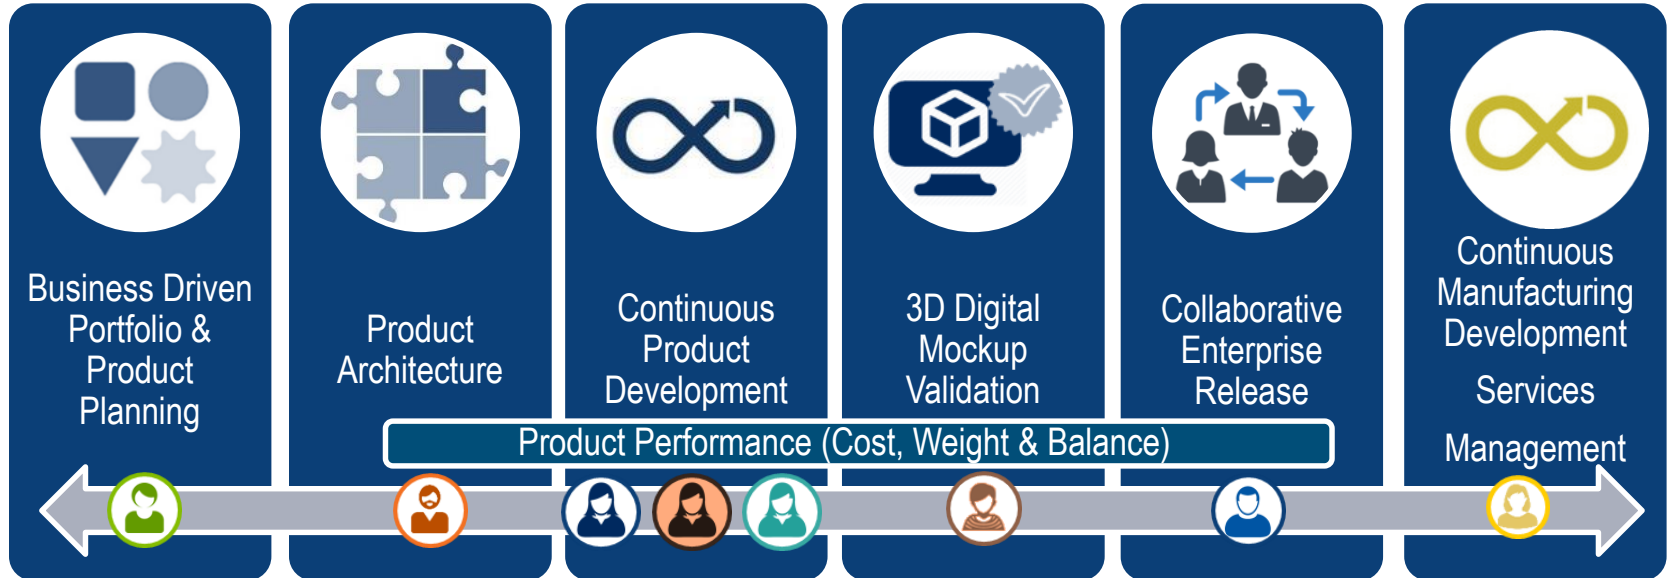 Business Driven
Portfolio &
Product
Planning
Product
Architecture
Continuous
Product
Development
3D Digital
Mockup
Validation
Collaborative
Enterprise
Release
Continuous
Manufacturing
Development
Services
Management
Product Performance (Cost, Weight & Balance)